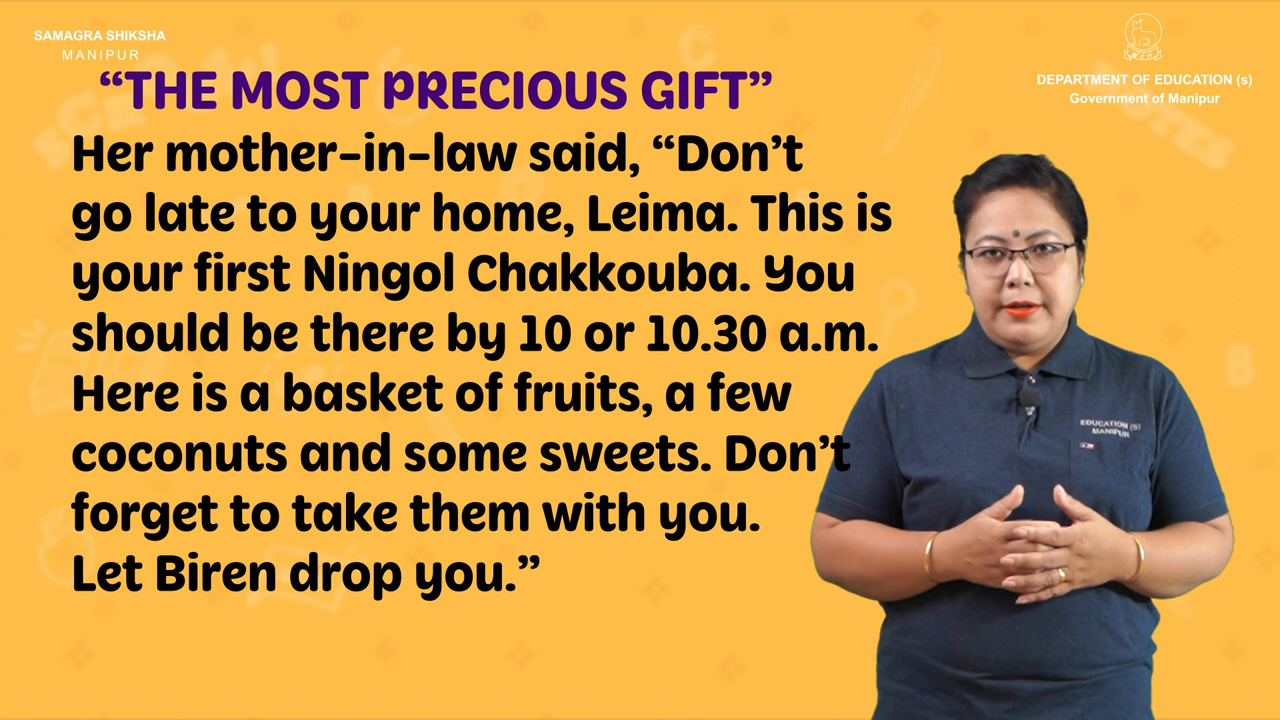 SAMAGRA SHIKSHA
MANIPUR
DEPARTMENT OF EDUCATION (s)
Government of Manipur
“THE MOST PRECIOUS GIFT”
Her mother-in-law said, “Don’t
go late to your home, Leima. This is
your first Ningol Chakkouba. You
should be there by 10 or 10.30 a.m.
Here is a basket of fruits, a few
coconuts and some sweets. Don’t
forget to take them with you.
Let Biren drop you.”
EDUCATION (S)
MANIPUR